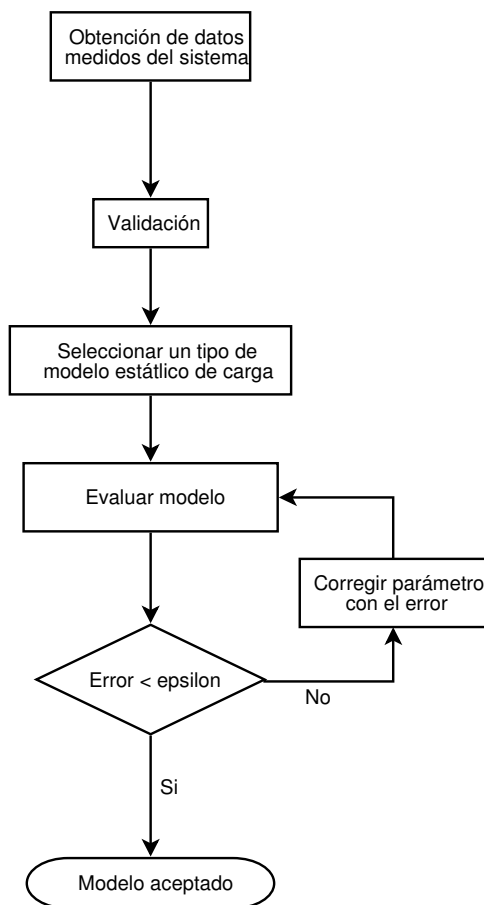 Obtención de datos
medidos del sistema
Validación
Seleccionar un tipo de
modelo estátlico de carga
Evaluar modelo
Corregir parámetro
con el error
Error < epsilon
No
Si
Modelo aceptado